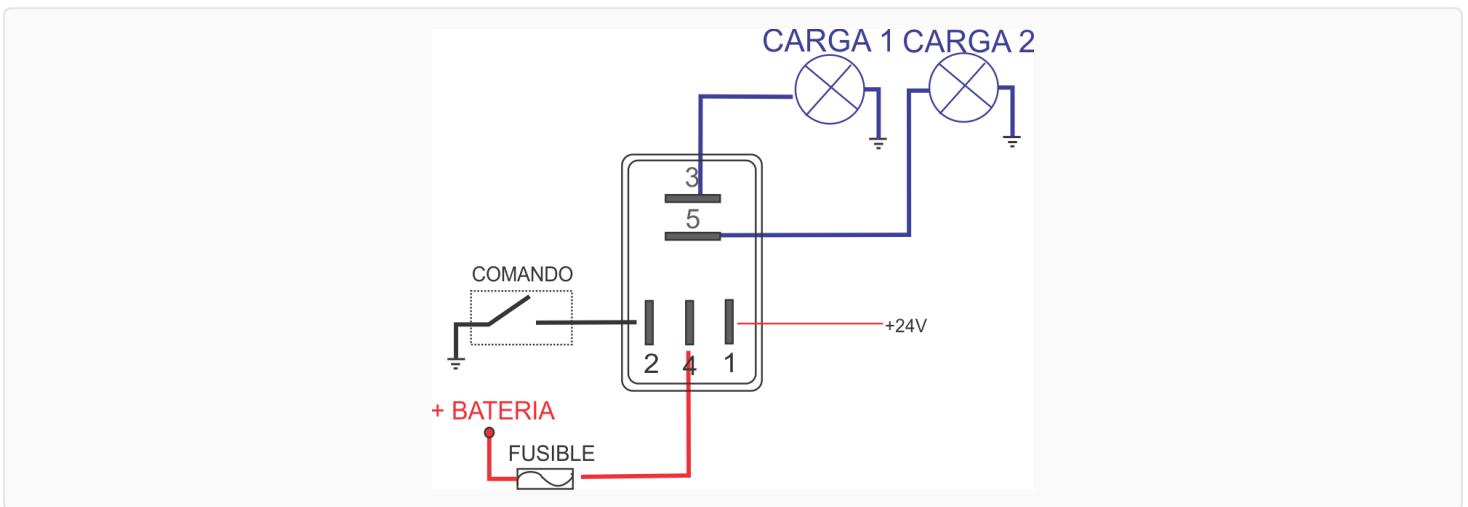 CARGA 1 CARGA 2
3
5
COMANDO
+24V
2 4 1
+ BATERIA
FUSIBLE